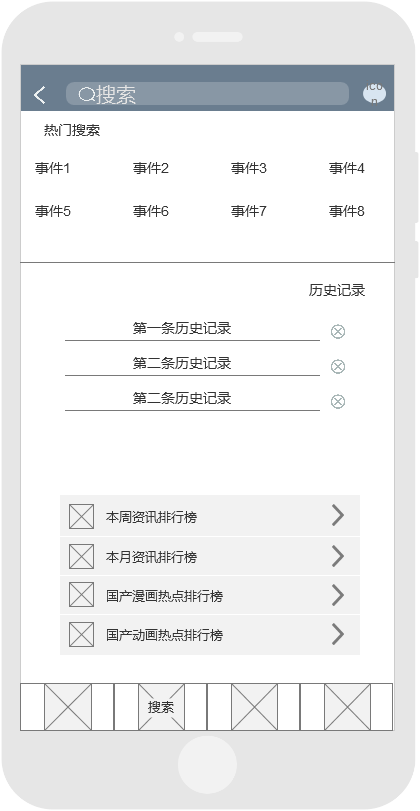 搜索
icon
热门搜索
事件1 事件2 事件3 事件4
事件5 事件6 事件7 事件8
历史记录
第一条历史记录
第二条历史记录
第二条历史记录
本周资讯排行榜
本月资讯排行榜
国产漫画热点排行榜
国产动画热点排行榜
搜索